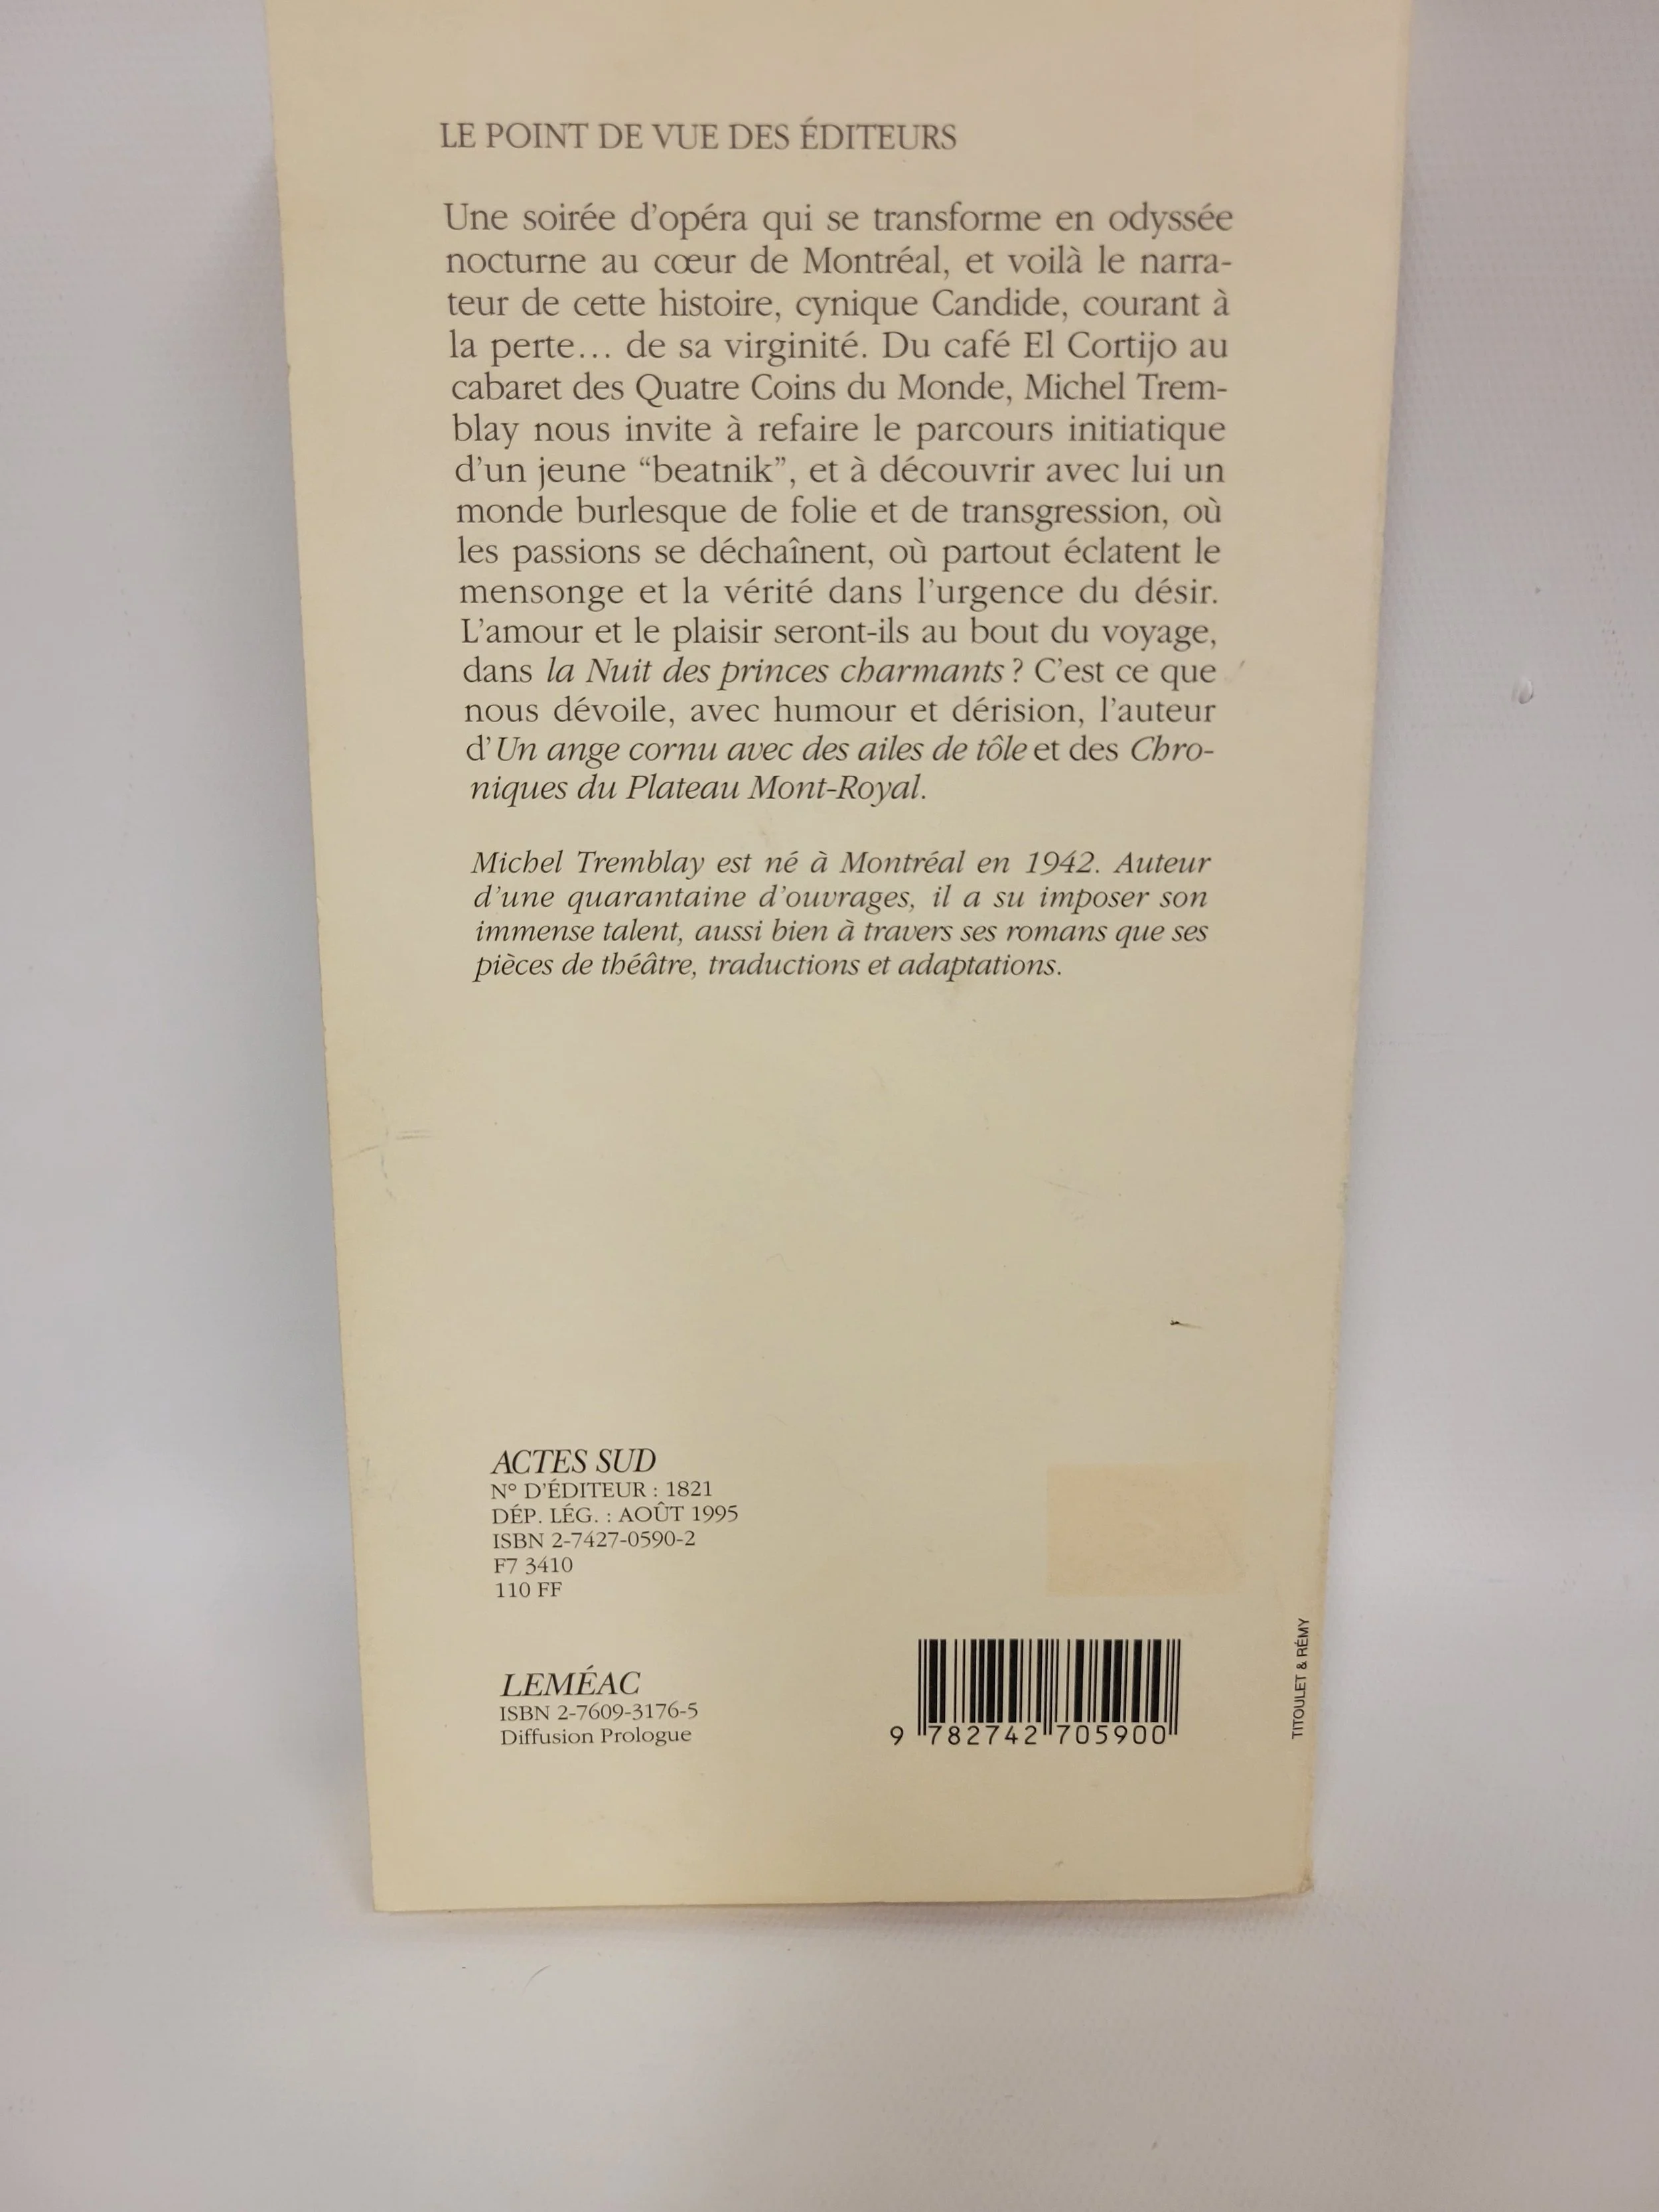 LE POINT DE VUE DES ÉDITEURS
Une soirée d'opéra qui se transforme en odyssée
nocturne au cœur de Montréal, et voilà le narra-
teur de cette histoire, cynique Candide, courant à
la perte... de sa virginité. Du café El Cortijo au
cabaret des Quatre Coins du Monde, Michel Trem-
blay nous invite à refaire le parcours initiatique
d'un jeune “beatnik”, et à découvrir avec lui un
monde burlesque de folie et de transgression, où
les passions se déchaînent, où partout éclatent le
mensonge et la vérité dans l'urgence du désir.
L'amour et le plaisir seront-ils au bout du voyage,
dans la Nuit des princes charmants ? C'est ce que
nous dévoile, avec humour et dérision, l'auteur
d'Un ange cornu avec des ailes de tôle et des Chro-
niques du Plateau Mont-Royal.
Michel Tremblay est né à Montréal en 1942. Auteur
d'une quarantaine d'ouvrages, il a su imposer son
immense talent, aussi bien à travers ses romans que ses
pièces de théâtre, traductions et adaptations.
ACTES SUD
N° D'ÉDITEUR : 1821
DÉP. LÉG. : AOÛT 1995
ISBN 2-7427-0590-2
F7 3410
110 FF
LEMÉAC
ISBN 2-7609-3176-5
Diffusion Prologue
9 782742 705900
TITOULET & RÉMY